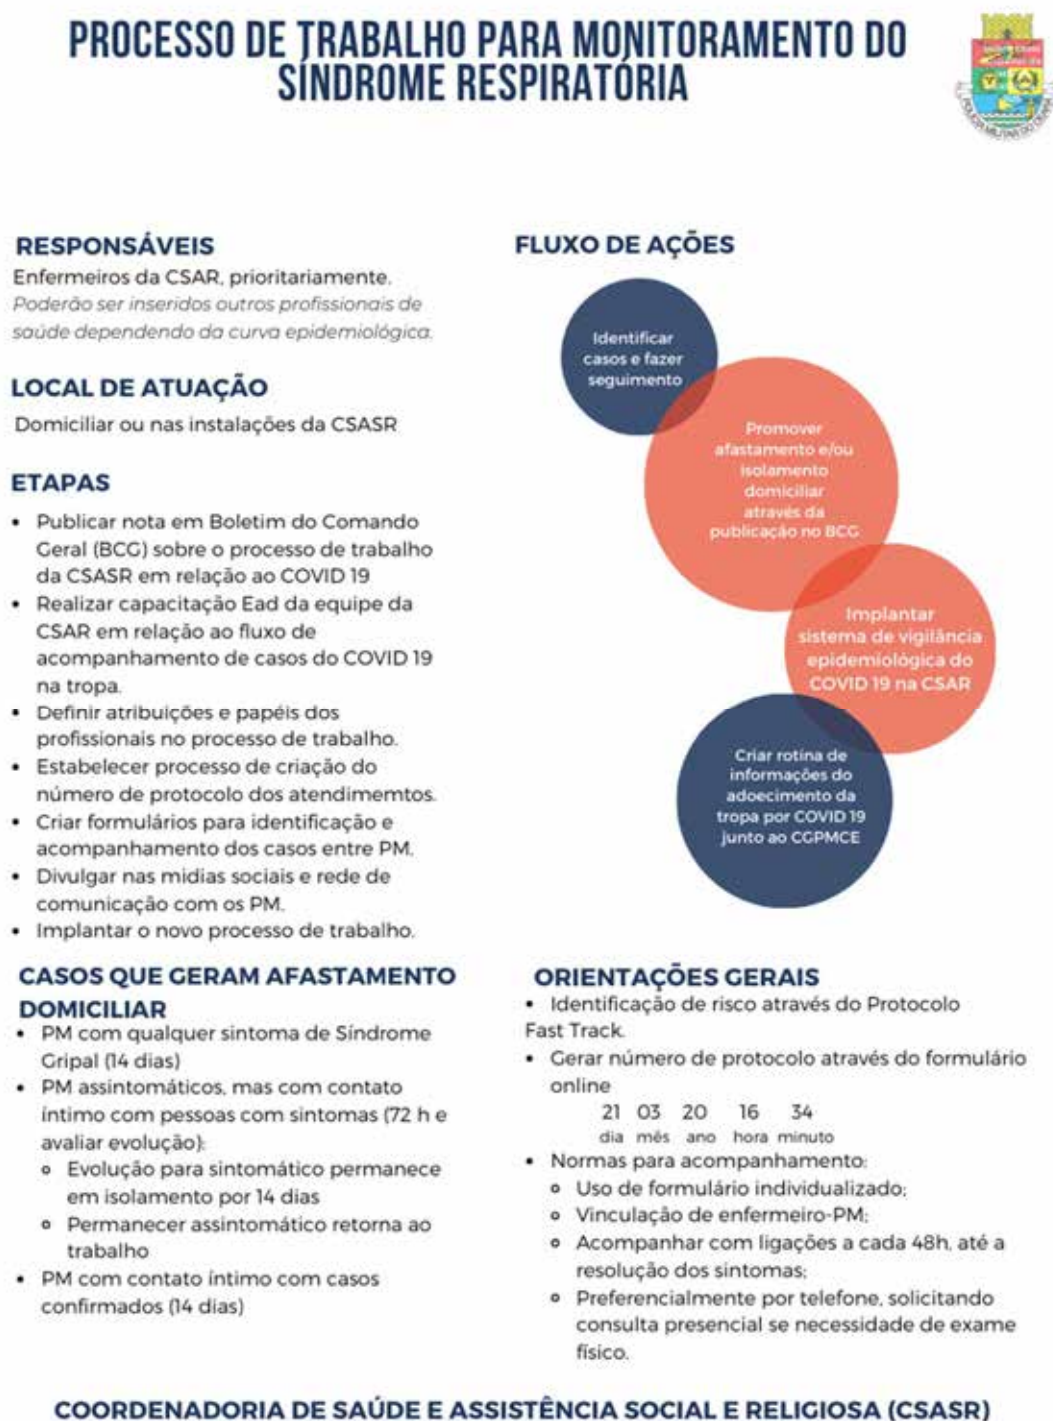 PROCESSO DE TRABALHO PARA MONITORAMENTO DO
SÍNDROME RESPIRATÓRIA
POLÍCIA MILITAR DO CEARÁ
RESPONSÁVEIS
Enfermeiros da CSAR, prioritariamente.
Poderão ser inseridos outros profissionais de
saúde dependendo da curva epidemiológica.
LOCAL DE ATUAÇÃO
Domiciliar ou nas instalações da CSASR
ETAPAS
• Publicar nota em Boletim do Comando
Geral (BCG) sobre o processo de trabalho
da CSASR em relação ao COVID 19
• Realizar capacitação Ead da equipe da
CSAR em relação ao fluxo de
acompanhamento de casos do COVID 19
na tropa.
• Definir atribuições e papéis dos
profissionais no processo de trabalho.
• Estabelecer processo de criação do
número de protocolo dos atendimemtos.
• Criar formulários para identificação e
acompanhamento dos casos entre PM.
• Divulgar nas midias sociais e rede de
comunicação com os PM.
• Implantar o novo processo de trabalho.
FLUXO DE AÇÕES
Identificar
casos e fazer
seguimento
Promover
afastamento e/ou
isolamento
domiciliar
através da
publicação no BCG
Implantar
sistema de vigilância
epidemiológica do
COVID 19 na CSAR
Criar rotina de
informações do
adoecimento da
tropa por COVID 19
junto ao CGPMCE
CASOS QUE GERAM AFASTAMENTO
DOMICILIAR
• PM com qualquer sintoma de Síndrome
Gripal (14 dias)
• PM assintomáticos, mas com contato
íntimo com pessoas com sintomas (72 h e
avaliar evolução):
Evolução para sintomático permanece
em isolamento por 14 dias
Permanecer assintomático retorna ao
trabalho
• PM com contato íntimo com casos
confirmados (14 dias)
ORIENTAÇÕES GERAIS
• Identificação de risco através do Protocolo
Fast Track.
• Gerar número de protocolo através do formulário
online
21 03 20 16 34
dia mês ano hora minuto
• Normas para acompanhamento:
Uso de formulário individualizado;
Vinculação de enfermeiro-PM;
Acompanhar com ligações a cada 48h, até a
resolução dos sintomas;
Preferencialmente por telefone, solicitando
consulta presencial se necessidade de exame
físico.
COORDENADORIA DE SAÚDE E ASSISTÊNCIA SOCIAL E RELIGIOSA (CSASR)